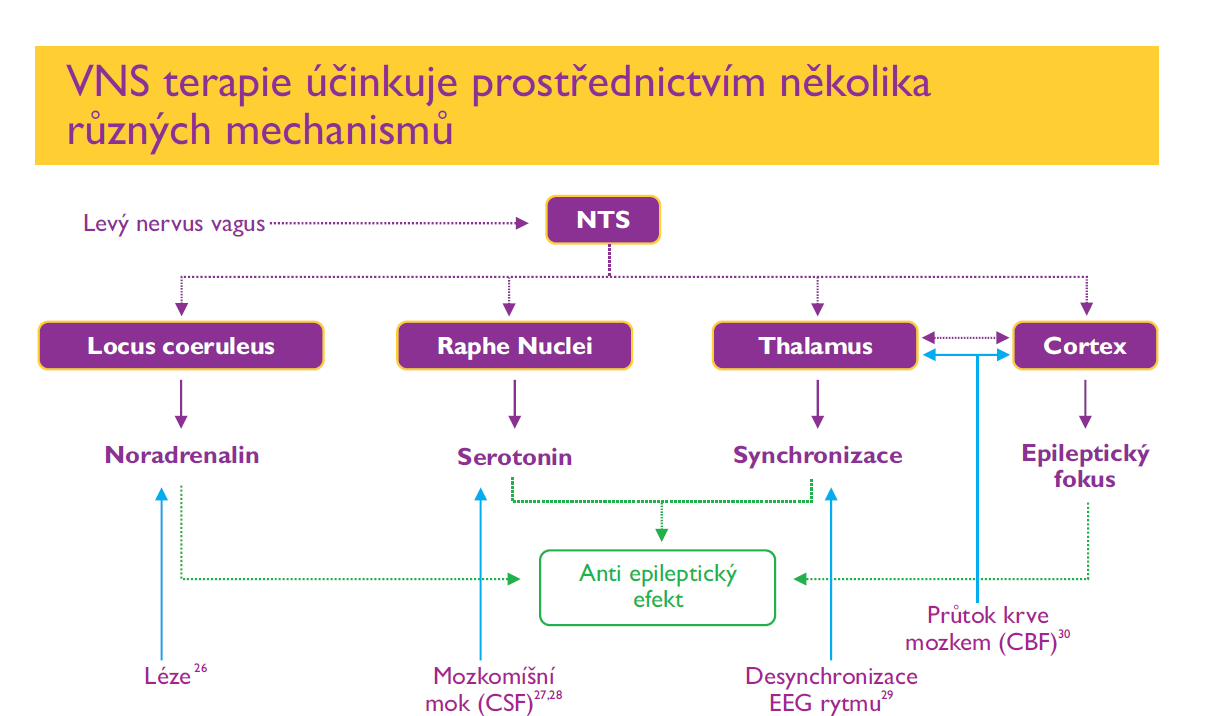 VNS terapie účinkuje prostřednictvím několika
různých mechanismů
Levý nervus vagus
NTS
Locus coeruleus
Raphe Nuclei
Thalamus
Cortex
Noradrenalin
Serotonin
Synchronizace
Epileptický
fokus
Anti epileptický
efekt
Průtok krve
mozkem (CBF)30
Léze26
Mozkomíšní
mok (CSF)27,28
Desynchronizace
EEG rytmu29